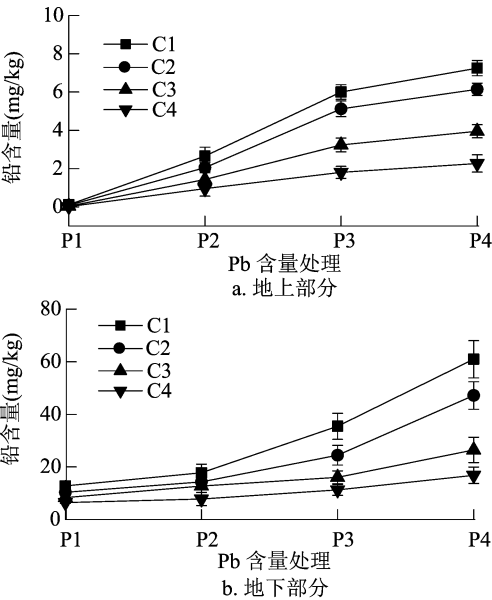 10
8
6
4
2
0
铅含量(mg/kg)
C1
C2
C3
C4
P1 P2 P3 P4
Pb 含量处理
a. 地上部分
80
60
40
20
0
铅含量(mg/kg)
C1
C2
C3
C4
P1 P2 P3 P4
Pb 含量处理
b. 地下部分